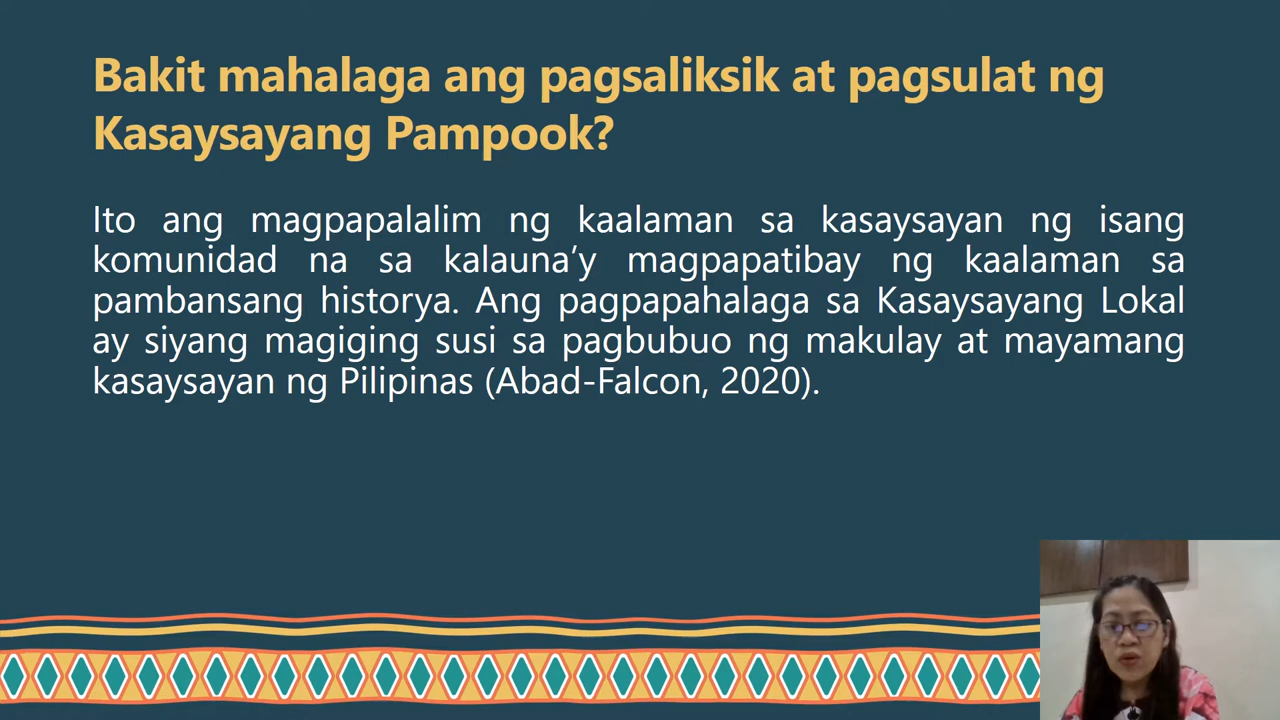 Bakit mahalaga ang pagsaliksik at pagsulat ng
Kasaysayang Pampook?
Ito ang magpapalalim ng kaalaman sa kasaysayan ng isang
komunidad na sa kalauna’y magpapatibay ng kaalaman sa
pambansang historya. Ang pagpapahalaga sa Kasaysayang Lokal
ay siyang magiging susi sa pagbubuo ng makulay at mayamang
kasaysayan ng Pilipinas (Abad-Falcon, 2020).